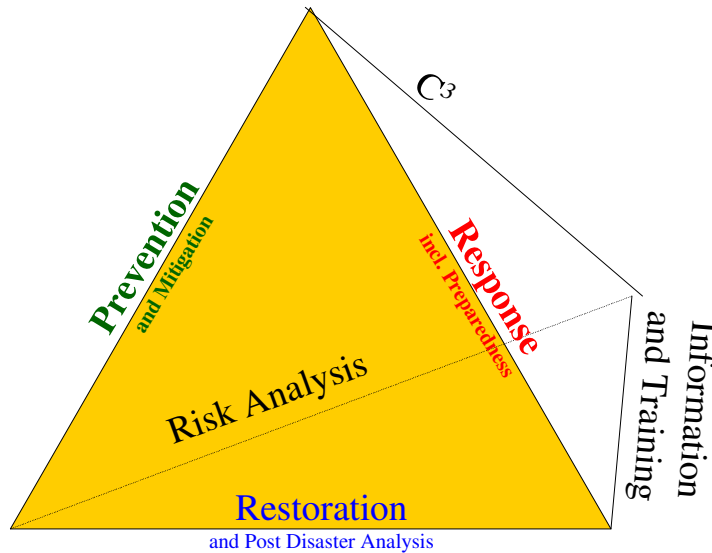 C³
Prevention
and Mitigation
Response
incl. Preparedness
Information
and Training
Risk Analysis
Restoration
and Post Disaster Analysis